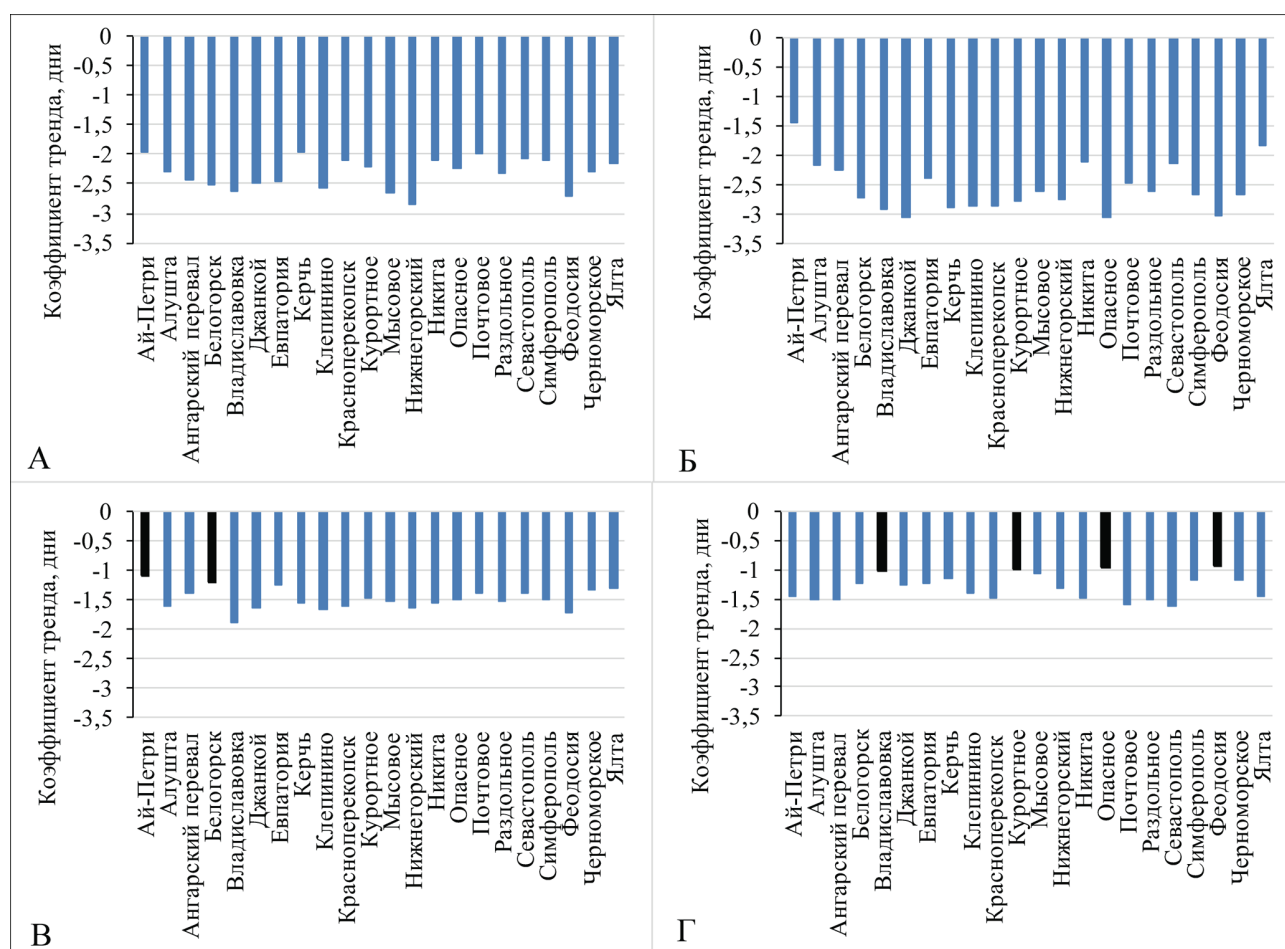 Коэффициент тренда, дни
0
-0,5
-1
-1,5
-2
-2,5
-3
-3,5
Ай-Петри
Алушта
Ангарский перевал
Белогорск
Владиславовка
Джанкой
Евпатория
Керчь
Клепинино
Красноперекопск
Курортное
Мысовое
Нижнегорский
Никита
Опасное
Почтовое
Раздольное
Севастополь
Симферополь
Феодосия
Черноморское
Ялта
А
Коэффициент тренда, дни
0
-0,5
-1
-1,5
-2
-2,5
-3
-3,5
Ай-Петри
Алушта
Ангарский перевал
Белогорск
Владиславовка
Джанкой
Евпатория
Керчь
Клепинино
Красноперекопск
Курортное
Мысовое
Нижнегорский
Никита
Опасное
Почтовое
Раздольное
Севастополь
Симферополь
Феодосия
Черноморское
Ялта
Б
Коэффициент тренда, дни
0
-0,5
-1
-1,5
-2
-2,5
-3
-3,5
Ай-Петри
Алушта
Ангарский перевал
Белогорск
Владиславовка
Джанкой
Евпатория
Керчь
Клепинино
Красноперекопск
Курортное
Мысовое
Нижнегорский
Никита
Опасное
Почтовое
Раздольное
Севастополь
Симферополь
Феодосия
Черноморское
Ялта
В
Коэффициент тренда, дни
0
-0,5
-1
-1,5
-2
-2,5
-3
-3,5
Ай-Петри
Алушта
Ангарский перевал
Белогорск
Владиславовка
Джанкой
Евпатория
Керчь
Клепинино
Красноперекопск
Курортное
Мысовое
Нижнегорский
Никита
Опасное
Почтовое
Раздольное
Севастополь
Симферополь
Феодосия
Черноморское
Ялта
Г